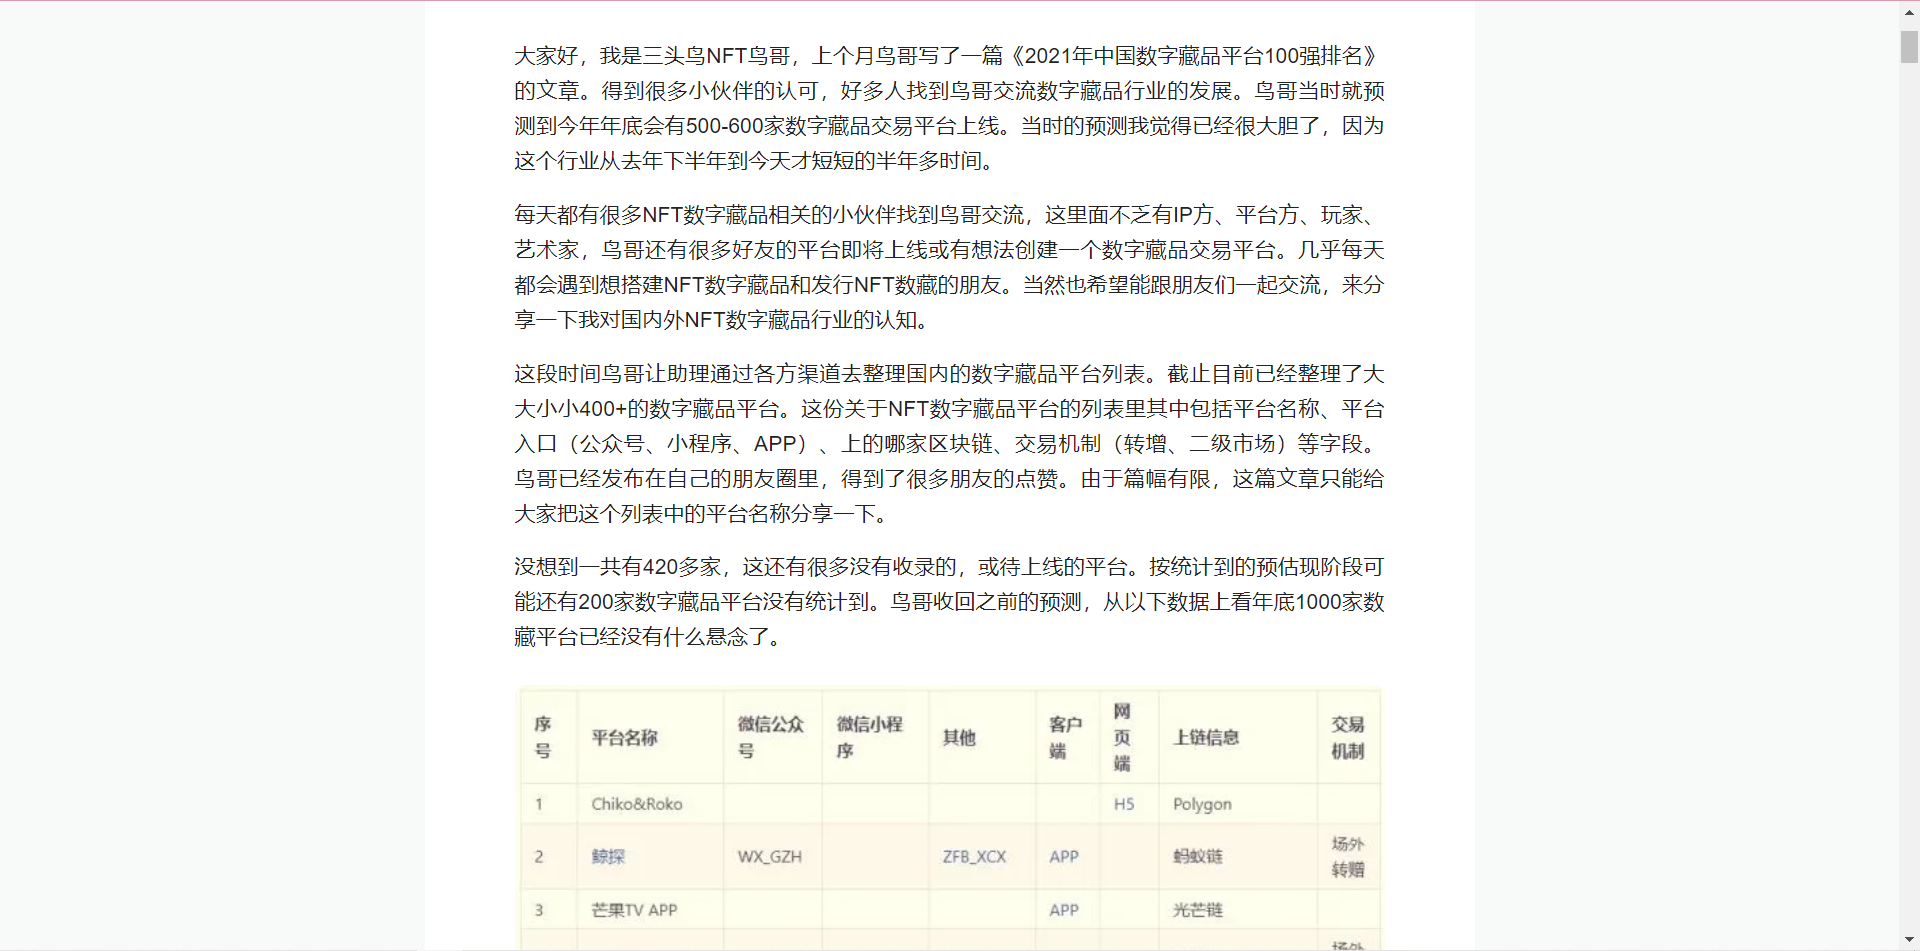 大家好，我是三头鸟NFT鸟哥，上个月鸟哥写了一篇《2021年中国数字藏品平台100强排名》
的文章。得到很多小伙伴的认可，好多人找到鸟哥交流数字藏品行业的发展。鸟哥当时就预
测到今年年底会有500-600家数字藏品交易平台上线。当时的预测我觉得已经很大胆了，因为
这个行业从去年下半年到今天才短短的半年多时间。
每天都有很多NFT数字藏品相关的小伙伴找到鸟哥交流，这里面不乏有IP方、平台方、玩家、
艺术家，鸟哥还有很多好友的平台即将上线或有想法创建一个数字藏品交易平台。几乎每天
都会遇到想搭建NFT数字藏品和发行NFT数藏的朋友。当然也希望能跟朋友们一起交流，来分
享一下我对国内外NFT数字藏品行业的认知。
这段时间鸟哥让助理通过各方渠道去整理国内的数字藏品平台列表。截止目前已经整理了大
大小小400+的数字藏品平台。这份关于NFT数字藏品平台的列表里其中包括平台名称、平台
入口（公众号、小程序、APP）、上的哪家区块链、交易机制（转增、二级市场）等字段。
鸟哥已经发布在自己的朋友圈里，得到了很多朋友的点赞。由于篇幅有限，这篇文章只能给
大家把这个列表中的平台名称分享一下。
没想到一共有420多家，这还有很多没有收录的，或待上线的平台。按统计到的预估现阶段可
能还有200家数字藏品平台没有统计到。鸟哥收回之前的预测，从以下数据上看年底1000家数
藏平台已经没有什么悬念了。
序号 平台名称 微信公众号 微信小程序 其他 客户端 网页端 上链信息 交易机制
1 Chiko&Roko H5 Polygon
2 鲸探 WX_GZH ZFB_XCX APP 蚂蚁链 场外转赠
3 芒果TV APP APP 光芒链
场外